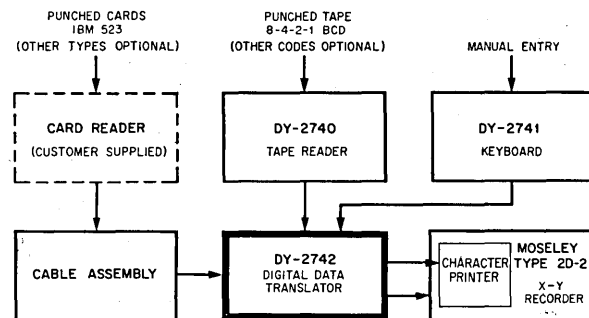 PUNCHED CARDS
IBM 523
(OTHER TYPES OPTIONAL)
PUNCHED TAPE
8-4-2-1 BCD
(OTHER CODES OPTIONAL)
MANUAL ENTRY
CARD READER
(CUSTOMER SUPPLIED)
DY-2740
TAPE READER
DY-2741
KEYBOARD
CABLE ASSEMBLY
DY-2742
DIGITAL DATA
TRANSLATOR
CHARACTER
PRINTER
MOSELEY
TYPE 2D-2
X-Y
RECORDER